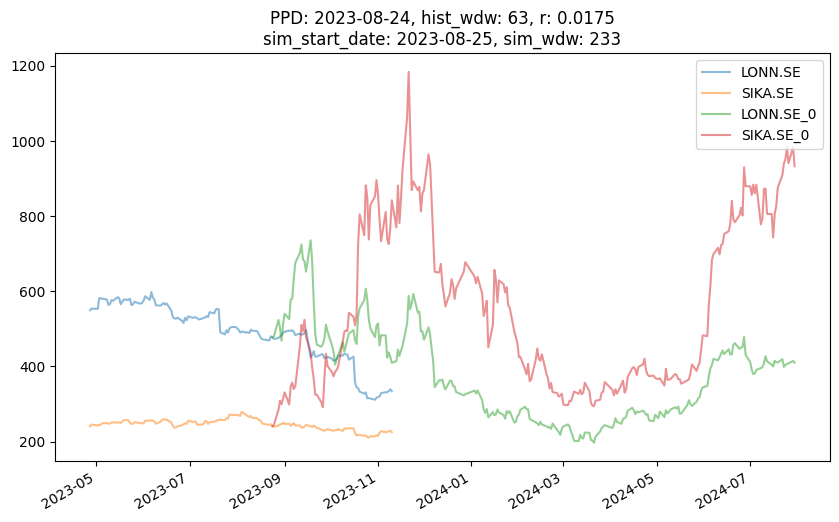 PPD: 2023-08-24, hist_wdw: 63, r: 0.0175
sim_start_date: 2023-08-25, sim_wdw: 233
LONN.SE
SIKA.SE
LONN.SE_0
SIKA.SE_0
1200
1000
800
600
400
200
2023-05
2023-07
2023-09
2023-11
2024-01
2024-03
2024-05
2024-07